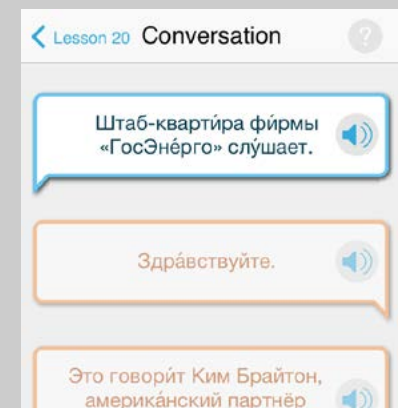 Lesson 20 Conversation ?
Штаб-кварти́ра фи́рмы
«ГосЭне́рго» слу́шает.
Здра́вствуйте.
Это говори́т Ким Брайтон,
америка́нский партнёр